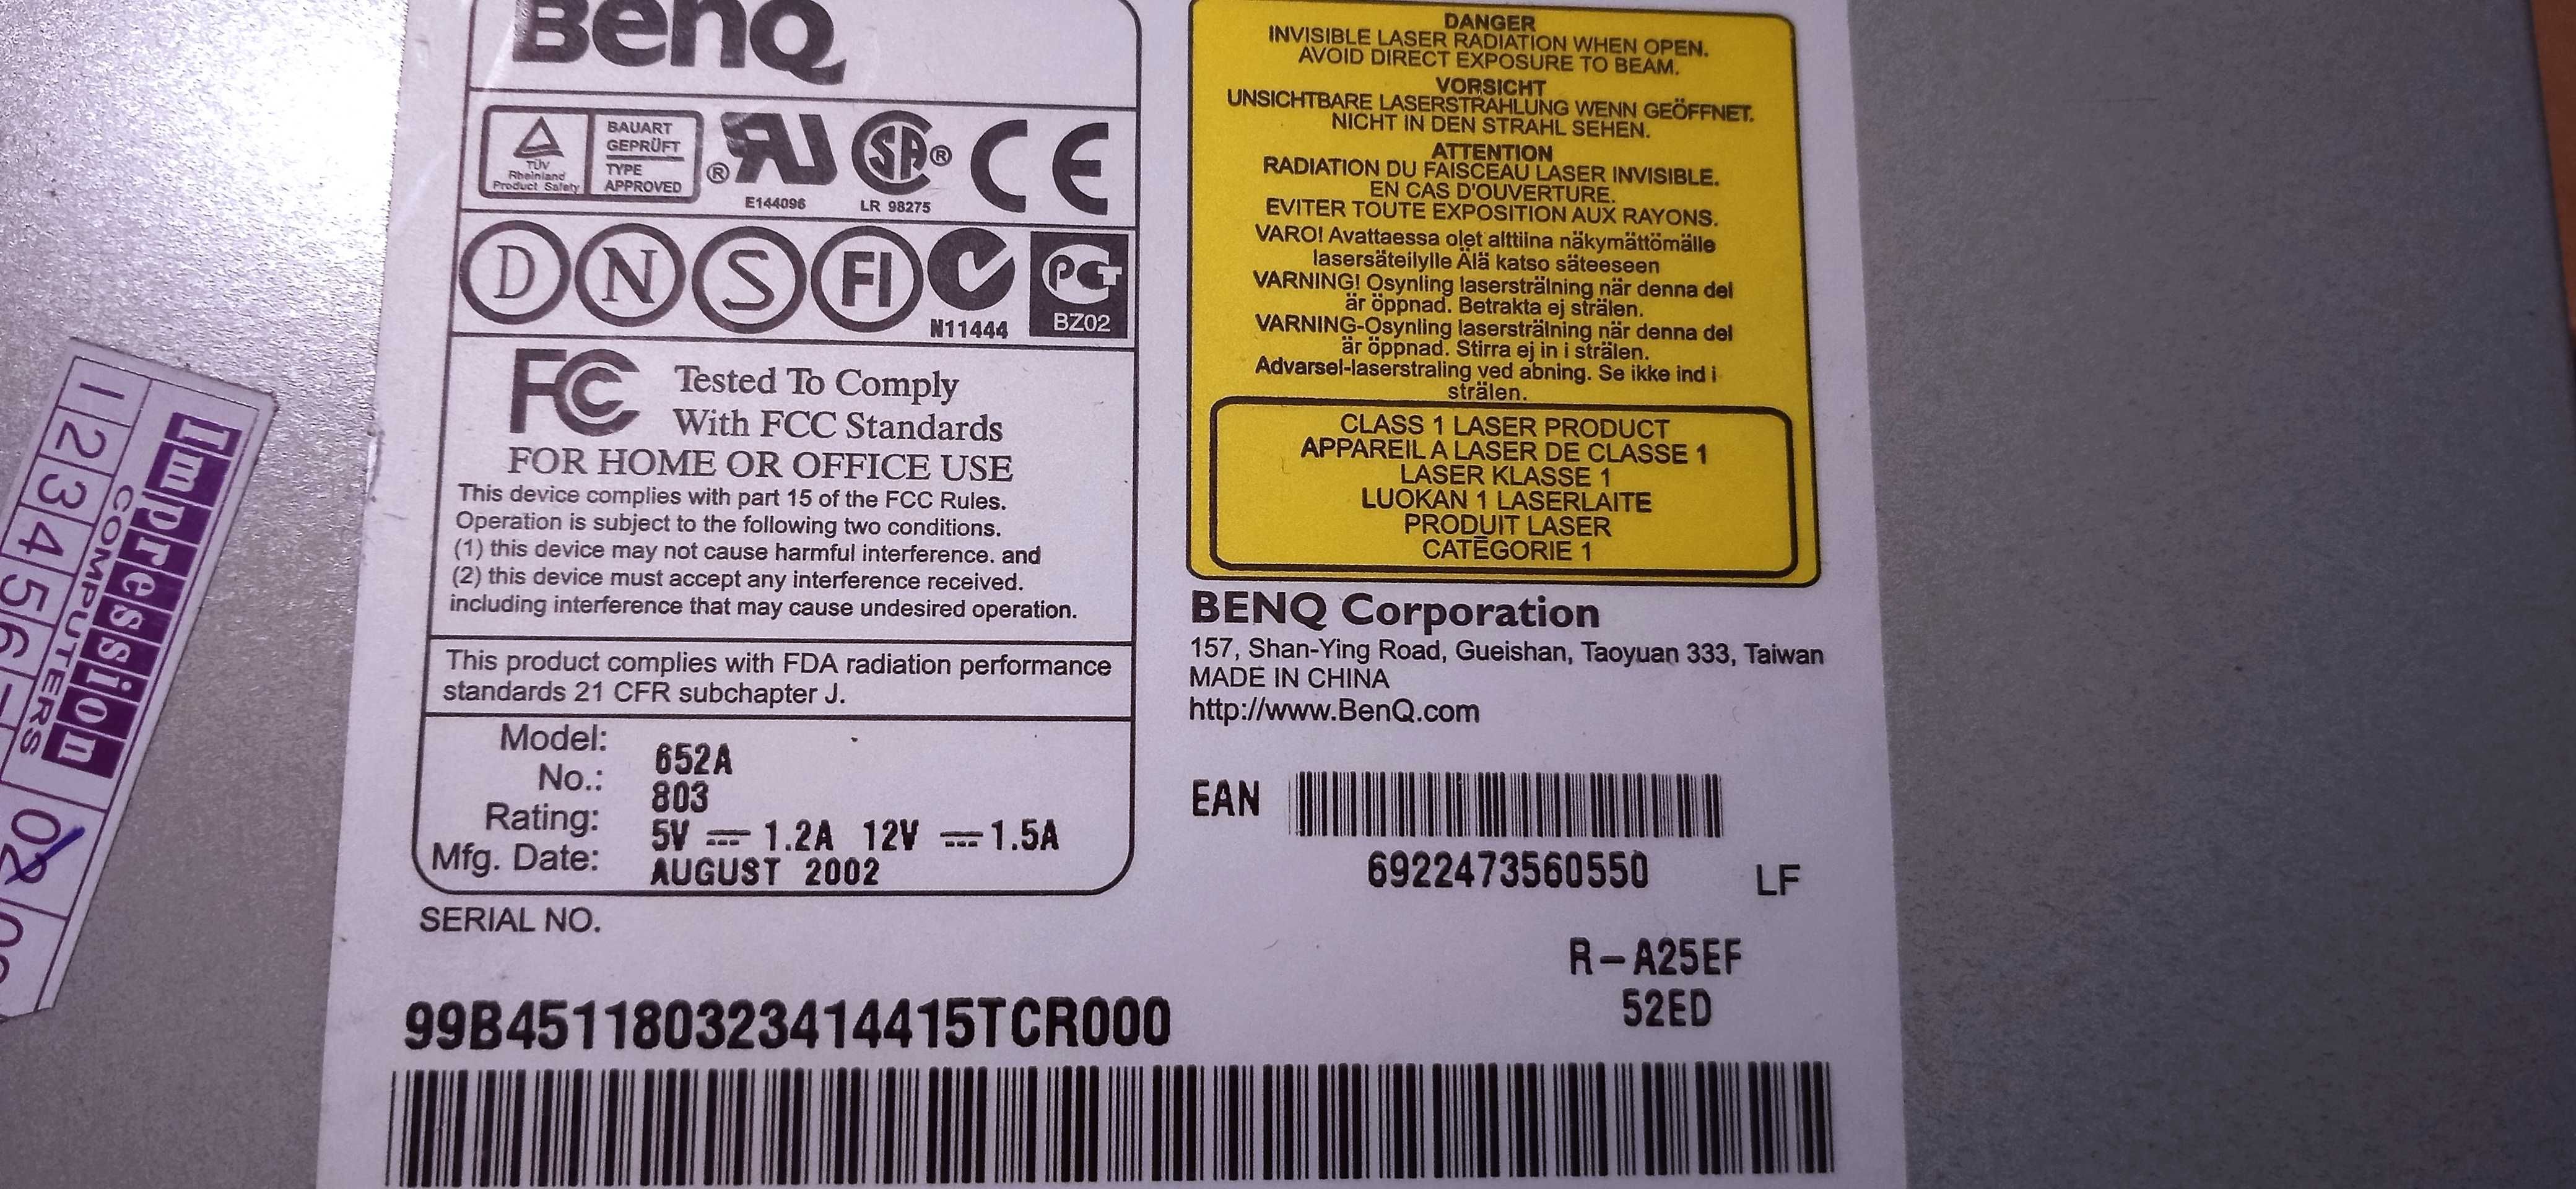 BenQ
TÜV
Rheinland
Product Safety
BAUART
GEPRÜFT
TYPE
APPROVED
® RU
E144096
SA ®
LR 98275
CE
D N S FI
N11444
PCT
BZ02
FC Tested To Comply
With FCC Standards
FOR HOME OR OFFICE USE
This device complies with part 15 of the FCC Rules.
Operation is subject to the following two conditions.
(1) this device may not cause harmful interference. and
(2) this device must accept any interference received.
including interference that may cause undesired operation.
This product complies with FDA radiation performance
standards 21 CFR subchapter J.
Model: 652A
No.: 803
Rating: 5V ⎓ 1.2A 12V ⎓ 1.5A
Mfg. Date: AUGUST 2002
SERIAL NO.
99B451180323414415TCR000
DANGER
INVISIBLE LASER RADIATION WHEN OPEN.
AVOID DIRECT EXPOSURE TO BEAM.
VORSICHT
UNSICHTBARE LASERSTRAHLUNG WENN GEÖFFNET.
NICHT IN DEN STRAHL SEHEN.
ATTENTION
RADIATION DU FAISCEAU LASER INVISIBLE.
EN CAS D'OUVERTURE.
EVITER TOUTE EXPOSITION AUX RAYONS.
VARO! Avattaessa olet alttiina näkymättömälle
lasersäteilylle Älä katso säteeseen
VARNING! Osynling lasersträlning när denna del
är öppnad. Betrakta ej strälen.
VARNING-Osynling lasersträlning när denna del
är öppnad. Stirra ej in i strälen.
Advarsel-laserstraling ved abning. Se ikke ind i
strälen.
CLASS 1 LASER PRODUCT
APPAREIL A LASER DE CLASSE 1
LASER KLASSE 1
LUOKAN 1 LASERLAITE
PRODUIT LASER
CATĒGORIE 1
BENQ Corporation
157, Shan-Ying Road, Gueishan, Taoyuan 333, Taiwan
MADE IN CHINA
http://www.BenQ.com
EAN
6922473560550
LF
R-A25EF
52ED
Impression
COMPUTERS
1 2 3 4 5 6
02